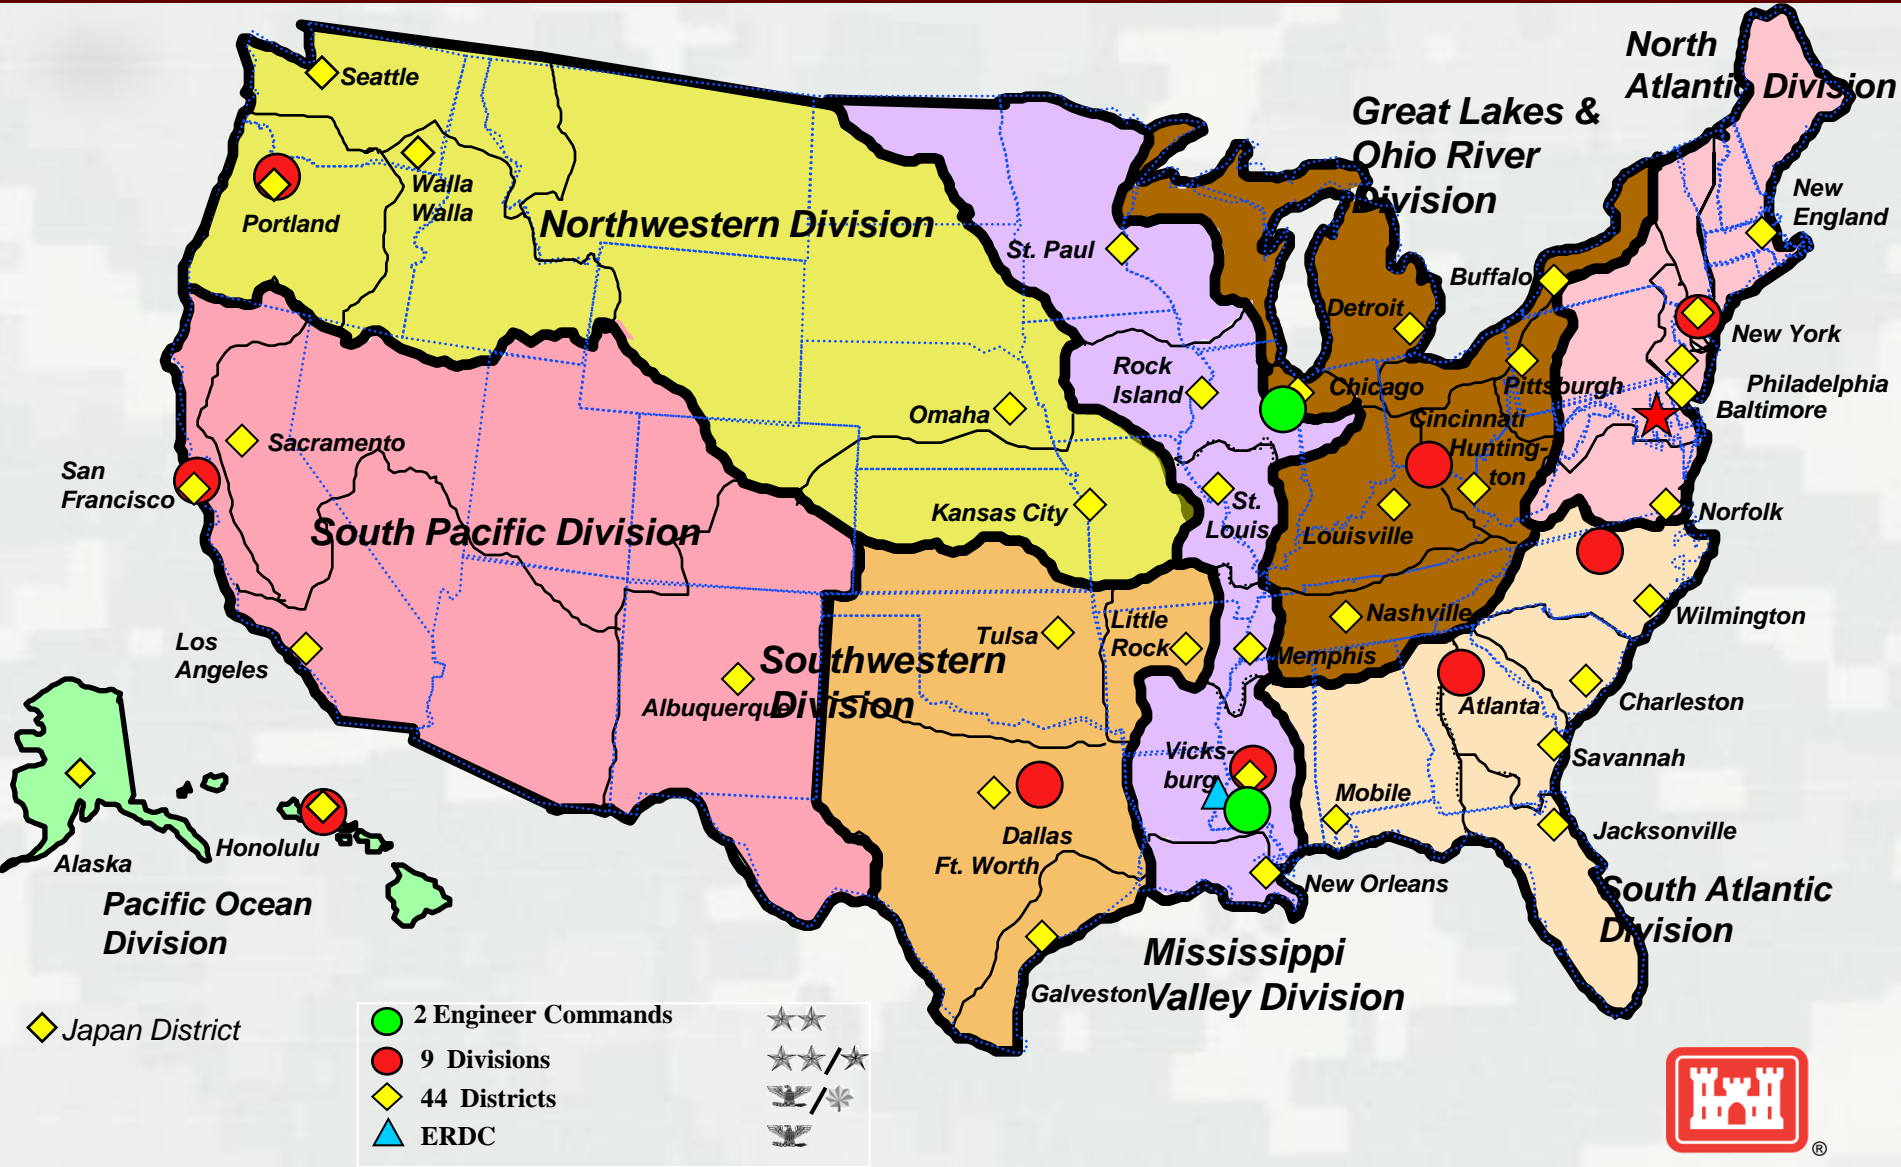 North
Atlantic Division
Great Lakes &
Ohio River
Division
Seattle
Walla
Walla
Portland
Northwestern Division
New
England
St. Paul
Buffalo
Detroit
New York
Rock
Island
Chicago
Pittsburgh
Philadelphia
Baltimore
Omaha
Cincinnati
Hunting-
ton
Sacramento
San
Francisco
Kansas City
St.
Louis
Louisville
Norfolk
South Pacific Division
Wilmington
Nashville
Little
Rock
Tulsa
Memphis
Los
Angeles
Southwestern
Division
Albuquerque
Atlanta
Charleston
Vicks-
burg
Savannah
Mobile
Jacksonville
Dallas
Ft. Worth
Alaska
Honolulu
New Orleans
South Atlantic
Division
Pacific Ocean
Division
Mississippi
Valley Division
Galveston
Japan District
2 Engineer Commands
9 Divisions
/
44 Districts
/
ERDC
®